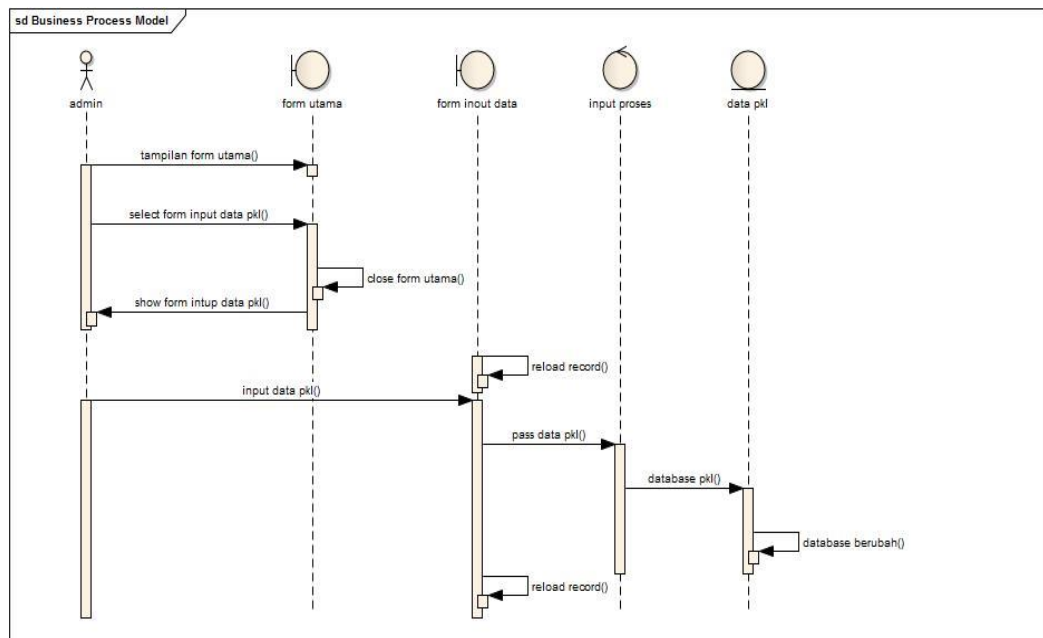 sd Business Process Model
admin
form utama
form inout data
input proses
data pkl
tampilan form utama()
select form input data pkl()
close form utama()
show form intup data pkl()
reload record()
input data pkl()
pass data pkl()
database pkl()
database berubah()
reload record()